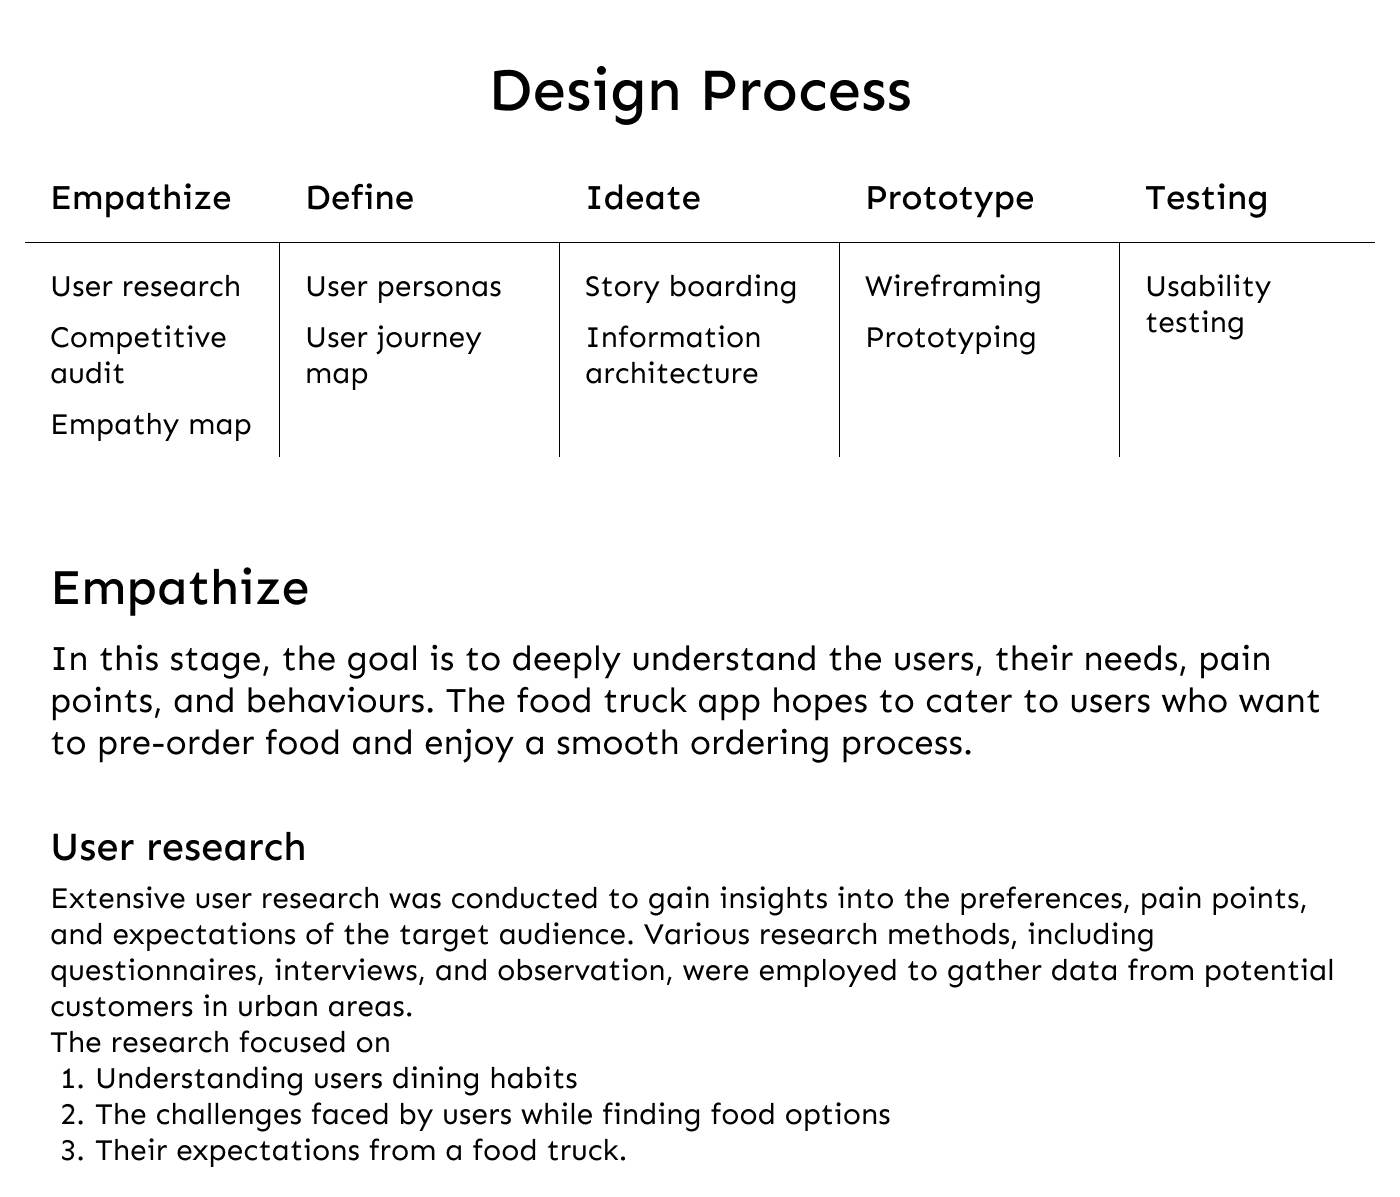 Design Process
Empathize
Define
Ideate
Prototype
Testing
User research
Competitive
audit
Empathy map
User personas
User journey
map
Story boarding
Information
architecture
Wireframing
Prototyping
Usability
testing
Empathize
In this stage, the goal is to deeply understand the users, their needs, pain
points, and behaviours. The food truck app hopes to cater to users who want
to pre-order food and enjoy a smooth ordering process.
User research
Extensive user research was conducted to gain insights into the preferences, pain points,
and expectations of the target audience. Various research methods, including
questionnaires, interviews, and observation, were employed to gather data from potential
customers in urban areas.
The research focused on
1. Understanding users dining habits
2. The challenges faced by users while finding food options
3. Their expectations from a food truck.